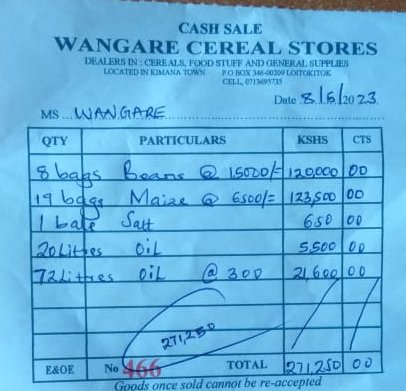 CASH SALE
WANGARE CEREAL STORES
DEALERS IN : CEREALS, FOOD STUFF AND GENERAL SUPPLIES
LOCATED IN KIMANA TOWN P.O BOX 346-00209 LOITOKITOK
CELL, 0713695735
Date 8/5/2023.
MS ...WANGARE
QTY PARTICULARS KSHS CTS
8 bags Beans @ 15000/= 120,000 00
19 bags Maize @ 6500/= 123,500 00
1 bale Salt 650 00
20 Litres oil 5,500 00
72 Litres oil @ 300 21,600 00
271,250
E&OE No 466 TOTAL 271,250 00
Goods once sold cannot be re-accepted